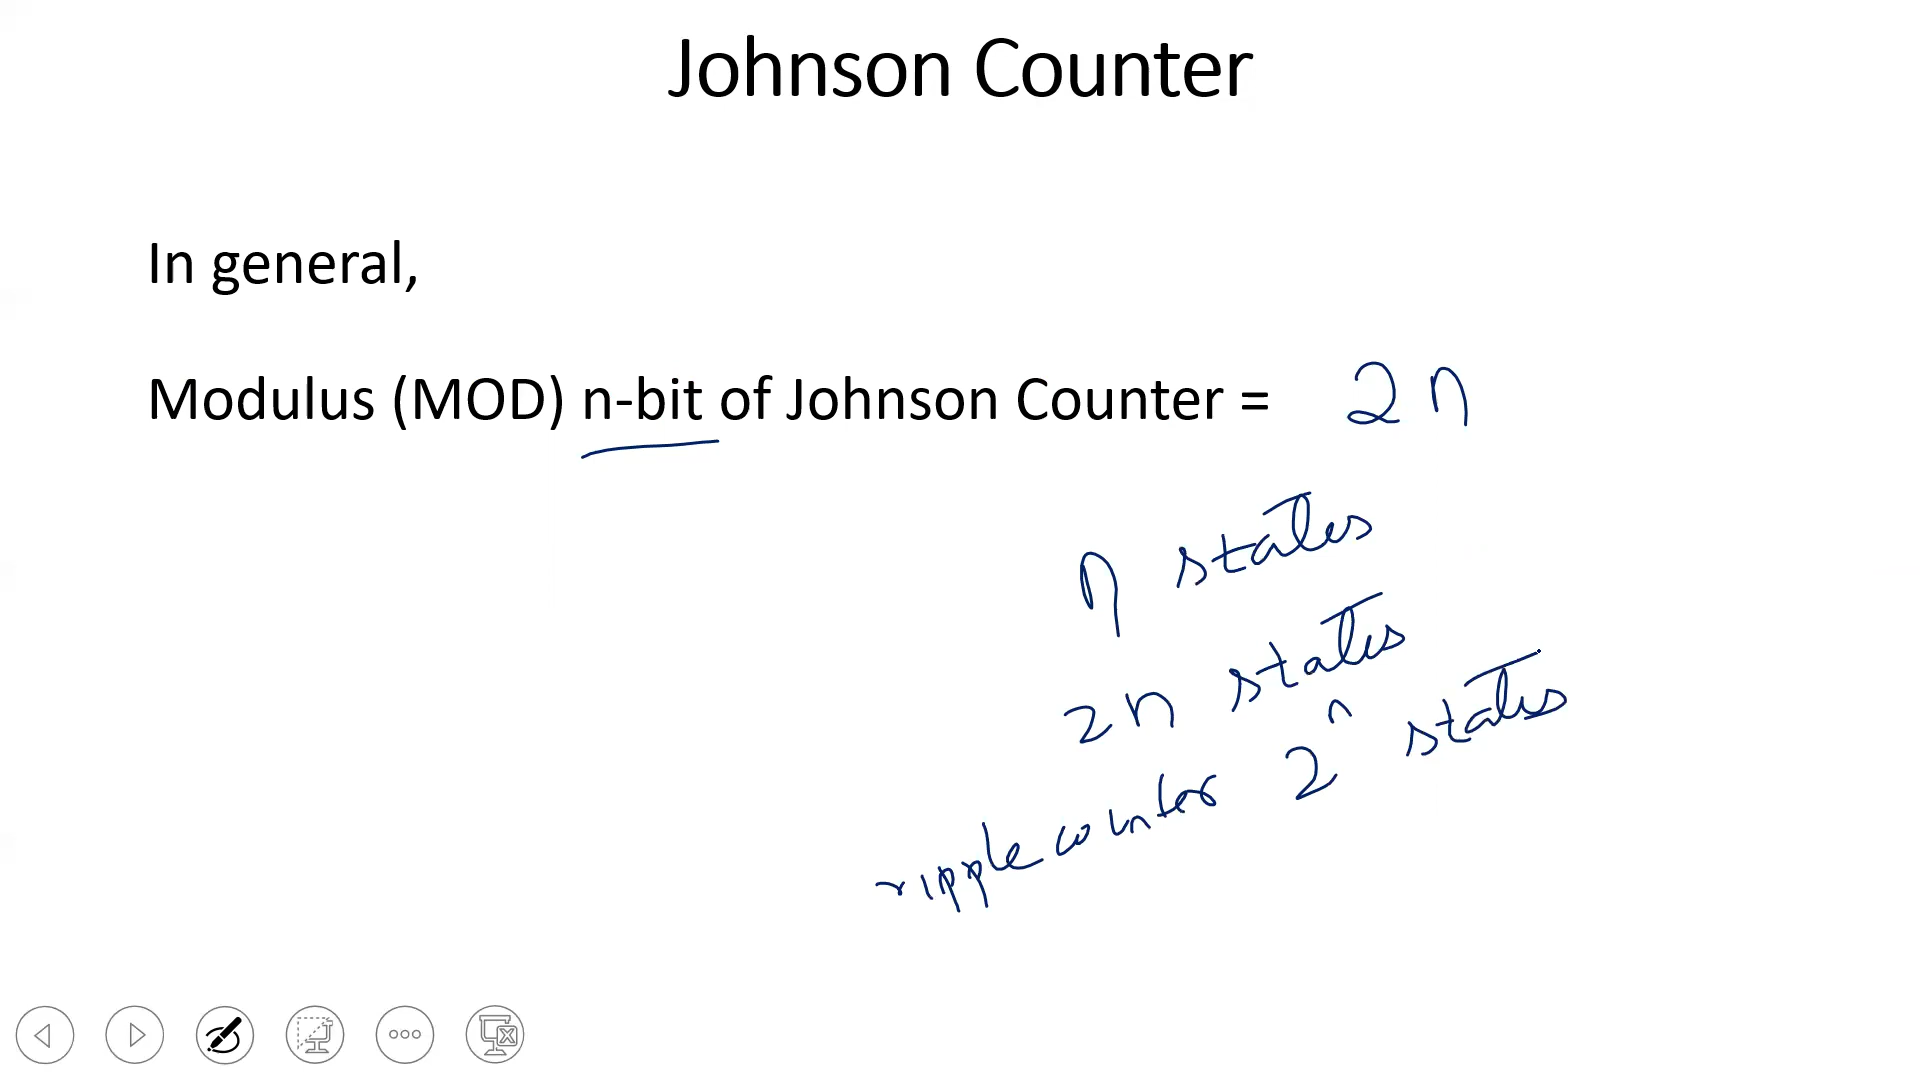 Johnson Counter
In general,
Modulus (MOD) n-bit of Johnson Counter = 2n
n states
2n states
ripple counter 2^n states